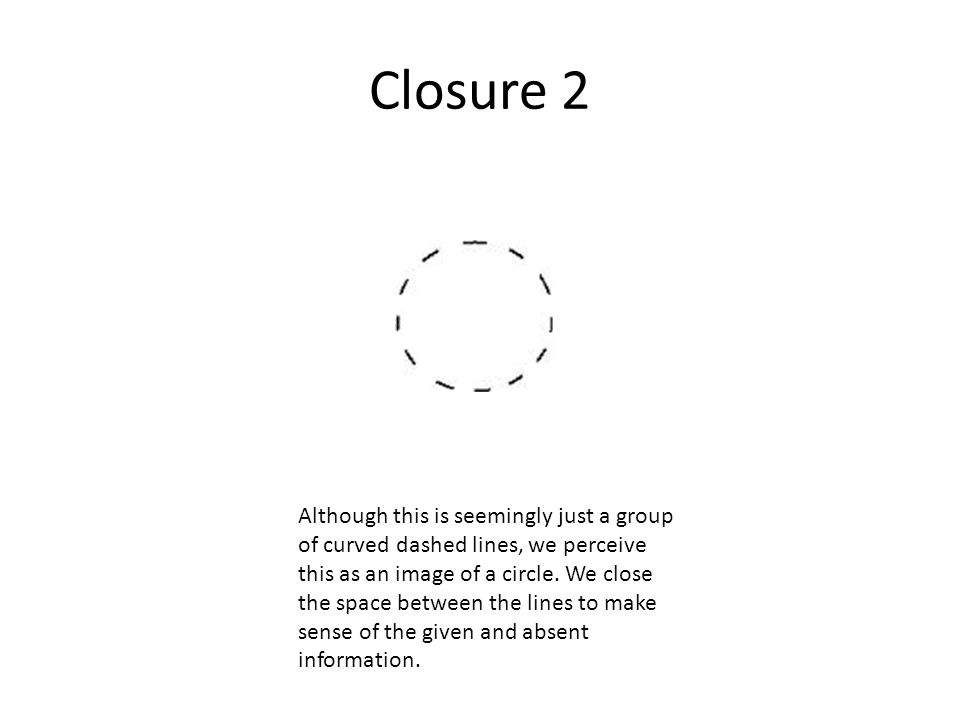 Closure 2
Although this is seemingly just a group
of curved dashed lines, we perceive
this as an image of a circle. We close
the space between the lines to make
sense of the given and absent
information.